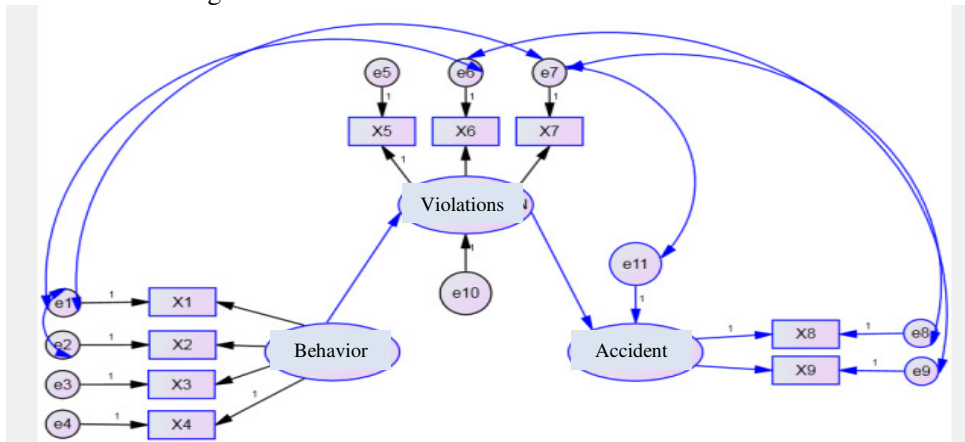 e5
e6
e7
1
1
1
X5
X6
X7
1
Violations
e11
1
e10
1
e1
1
X1
e2
1
X2
e3
1
X3
e4
1
X4
1
Behavior
Accident
1
X8
1
e8
X9
1
e9